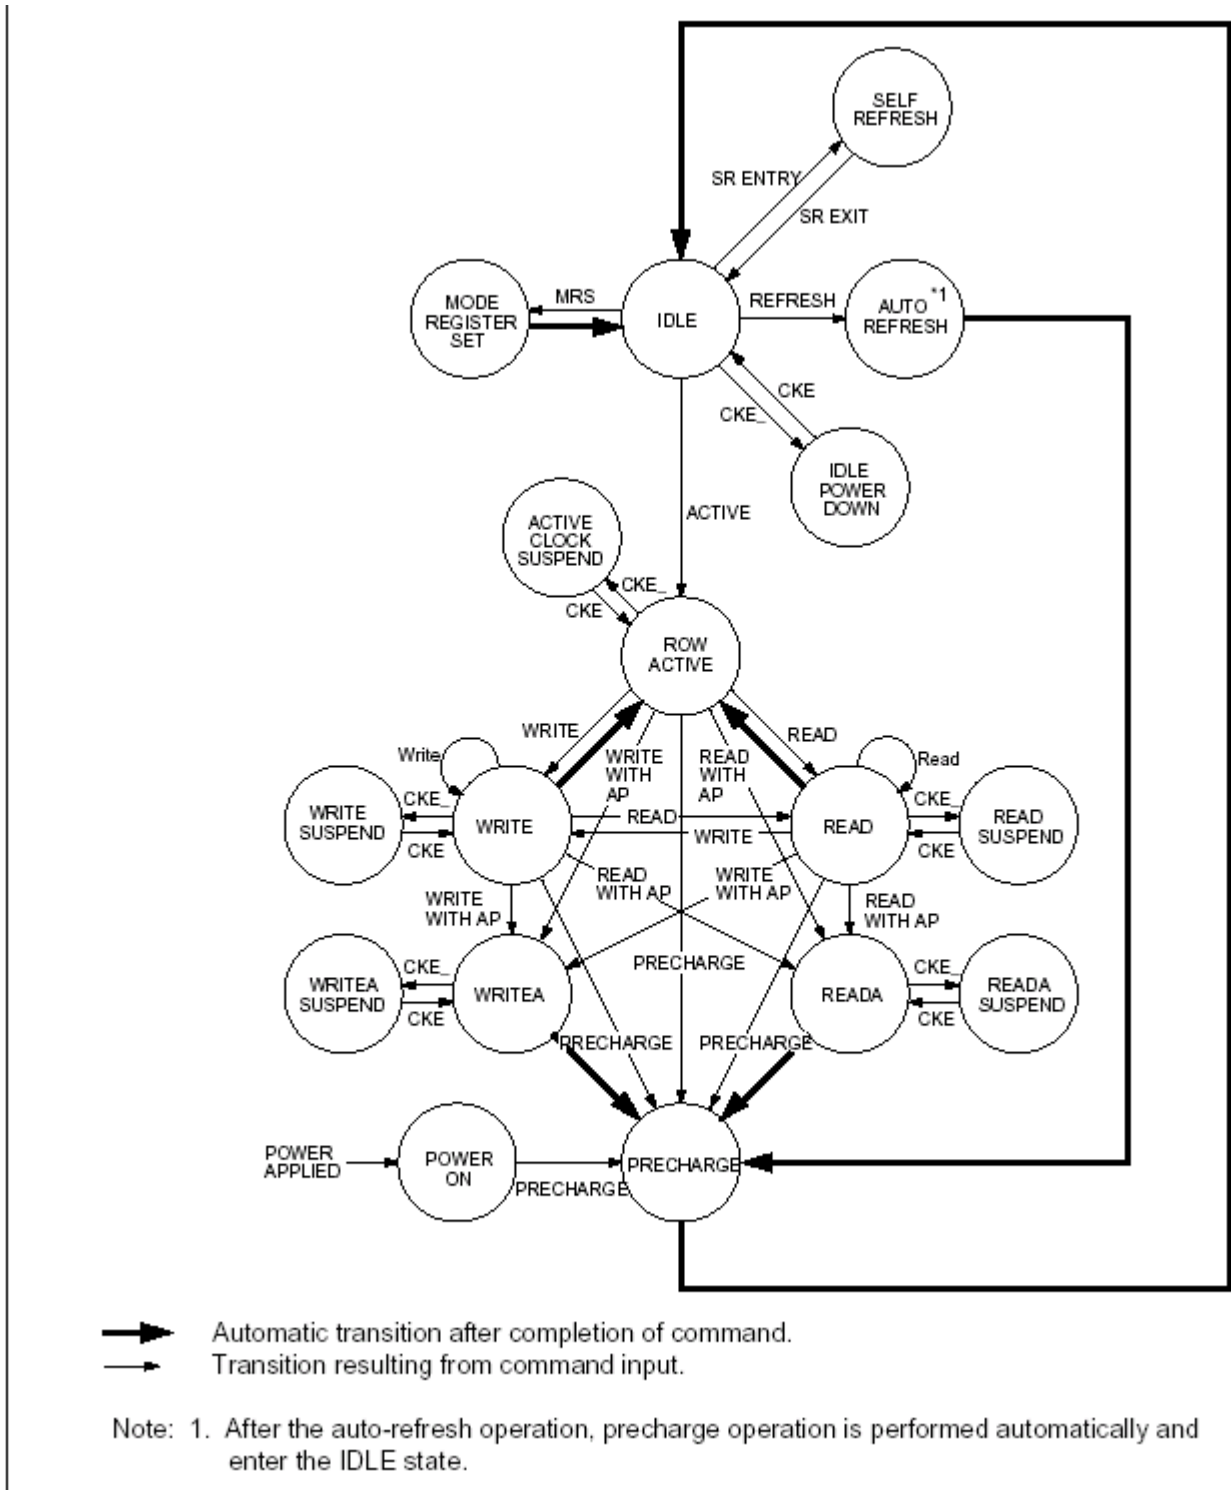 SELF
REFRESH
SR ENTRY
SR EXIT
MODE
REGISTER
SET
MRS
IDLE
REFRESH
AUTO *1
REFRESH
CKE
CKE_
IDLE
POWER
DOWN
ACTIVE
ACTIVE
CLOCK
SUSPEND
CKE_
CKE
ROW
ACTIVE
WRITE
WRITE
WITH
AP
READ
WITH
AP
READ
Write
Read
WRITE
SUSPEND
CKE_
CKE
WRITE
READ
WRITE
READ
CKE_
CKE
READ
SUSPEND
WRITE
WITH AP
READ
WITH AP
WRITE
WITH AP
READ
WITH AP
WRITEA
SUSPEND
CKE_
CKE
WRITEA
PRECHARGE
READA
CKE_
CKE
READA
SUSPEND
PRECHARGE
PRECHARGE
POWER
APPLIED
POWER
ON
PRECHARGE
PRECHARGE
Automatic transition after completion of command.
Transition resulting from command input.
Note: 1. After the auto-refresh operation, precharge operation is performed automatically and
enter the IDLE state.